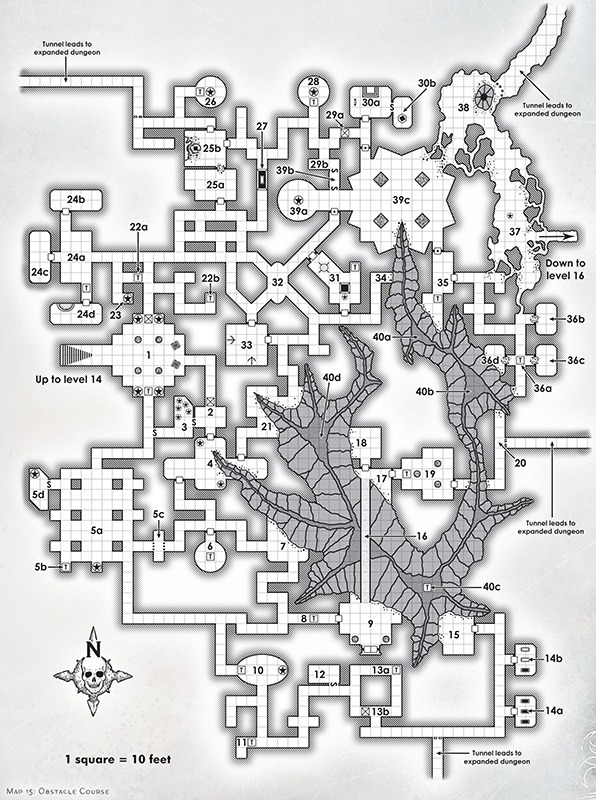 Tunnel leads to
expanded dungeon
26
28
30a
30b
29a
38
Tunnel leads to
expanded dungeon
27
25b
39b
29b
25a
39a
39c
24b
22a
37
24c
24a
Down to
level 16
22b
32
31
34
35
23
24d
36b
1
33
40a
36d
36c
Up to level 14
40d
40b
36a
2
3
21
18
20
4
17
19
5d
5c
16
Tunnel leads to
expanded dungeon
5a
6
7
5b
40c
8
9
15
N
10
12
13a
14b
13b
14a
11
Tunnel leads to
expanded dungeon
1 square = 10 feet
Map 15: Obstacle Course